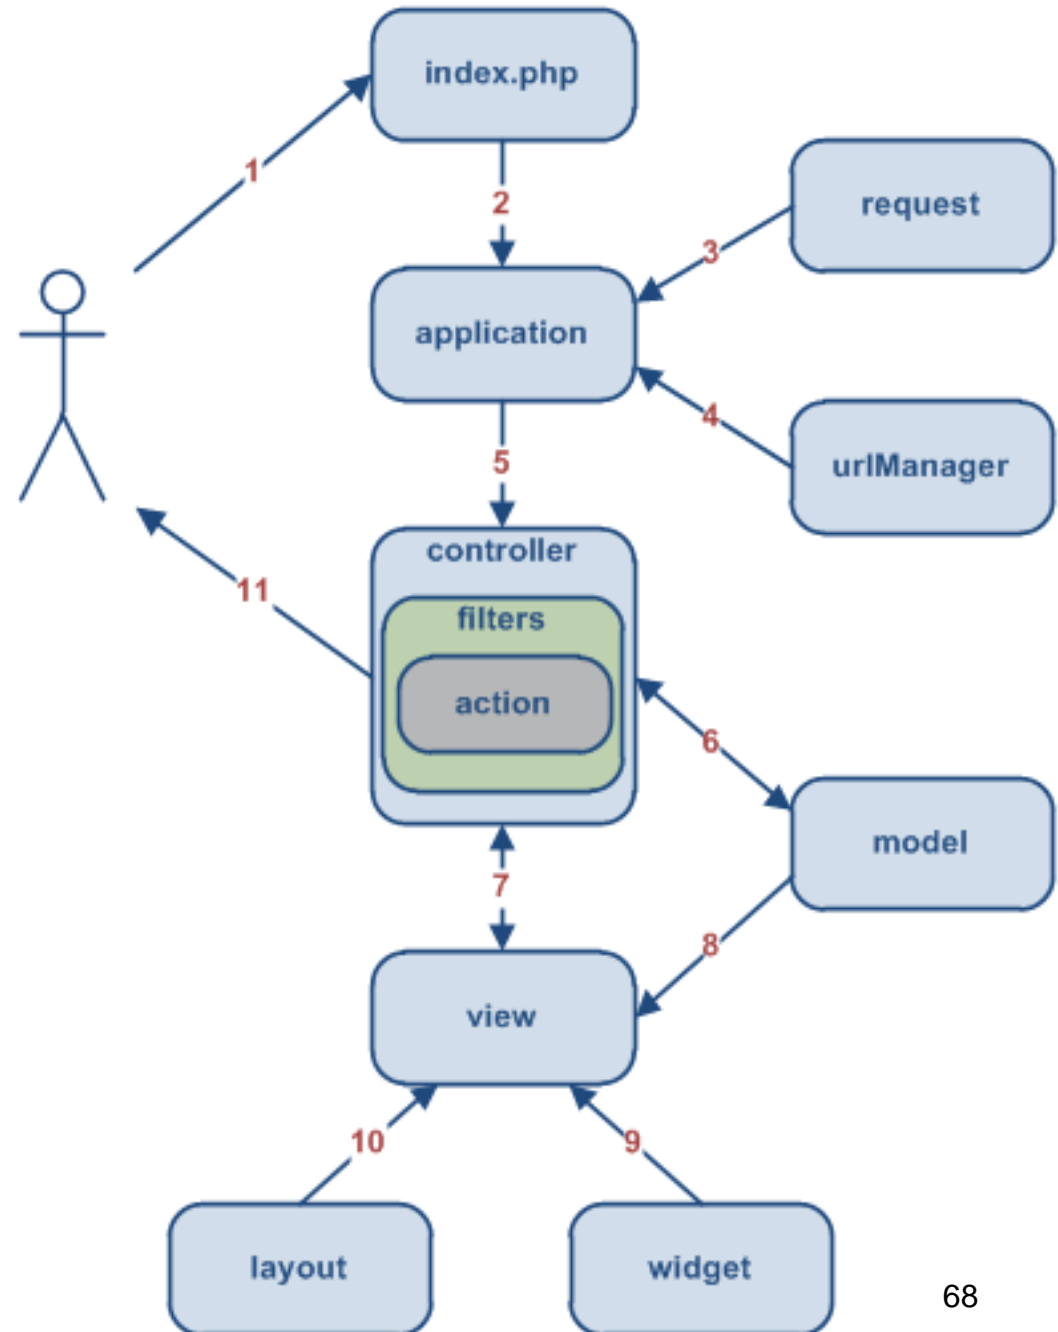 index.php
1
2
request
3
application
4
urlManager
5
controller
filters
11
action
6
model
7
8
view
10
9
layout
widget
68